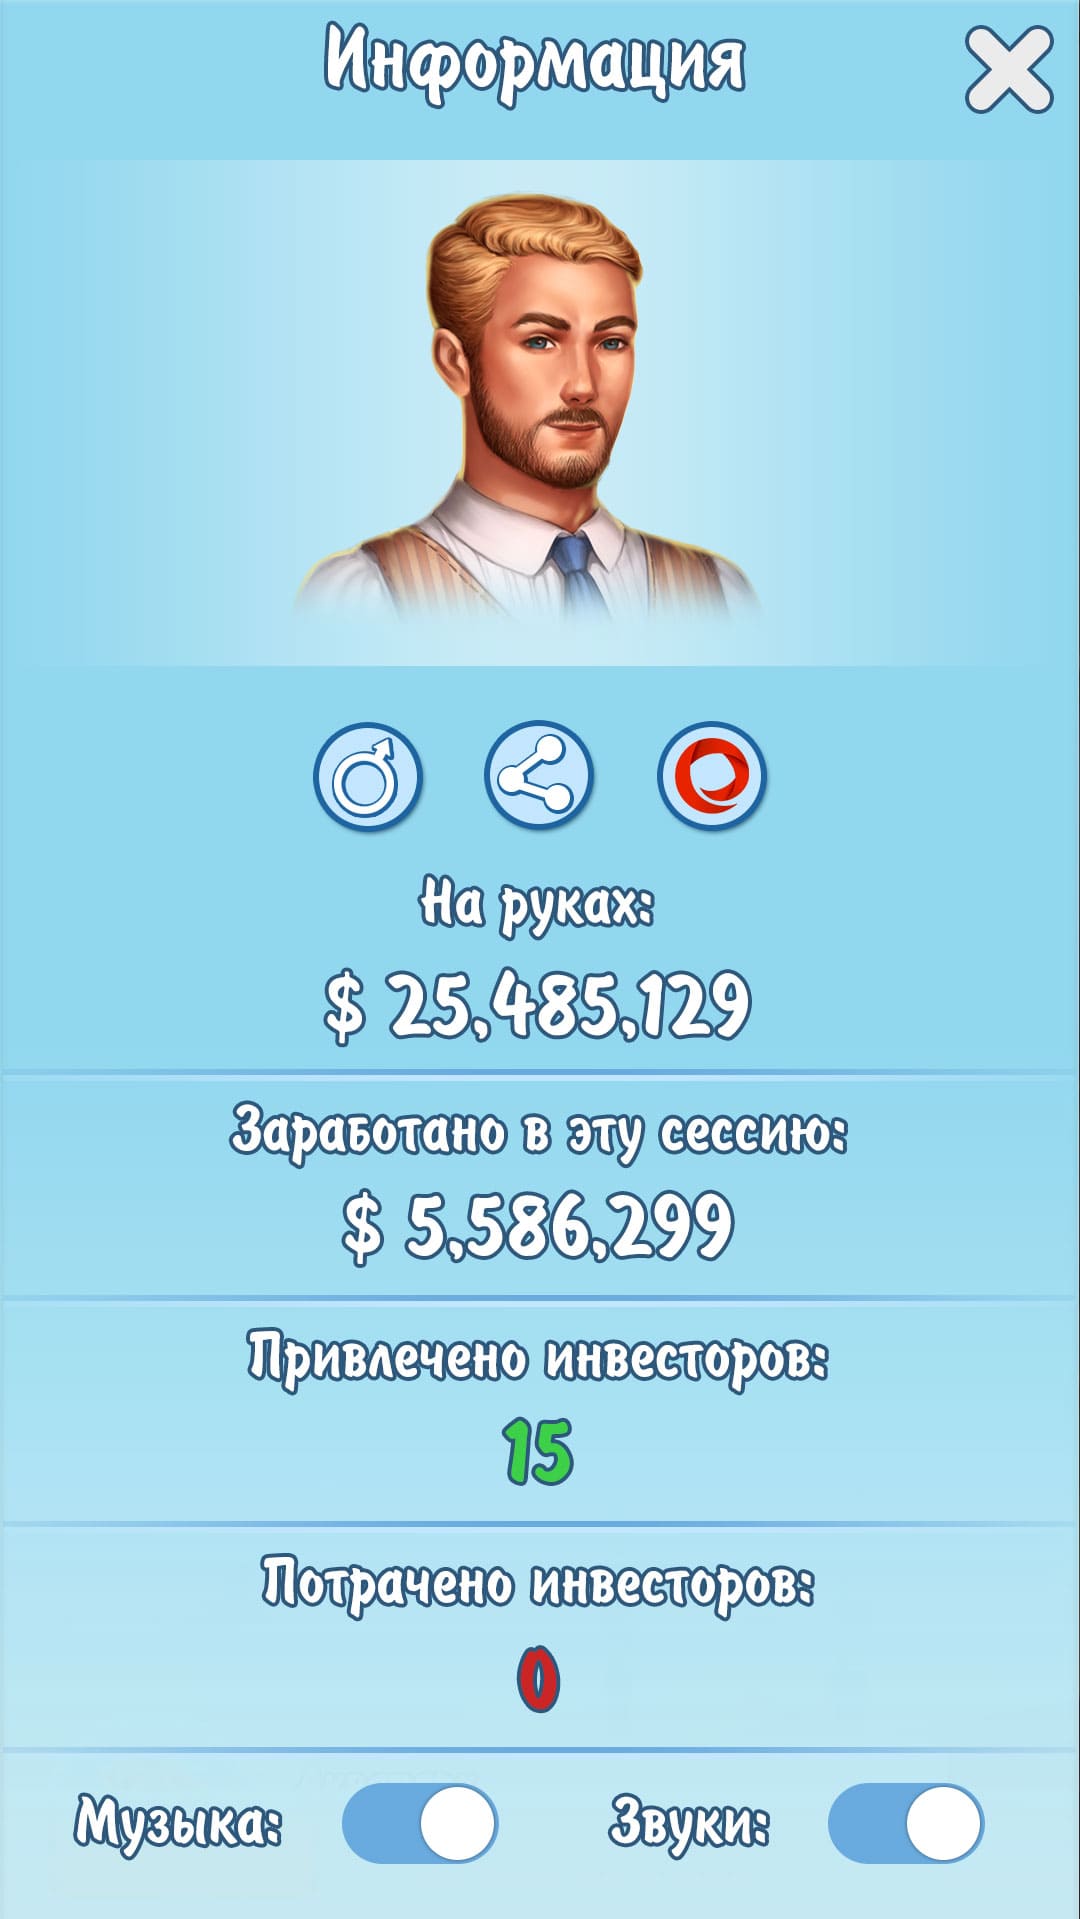 Информация
На руках:
$ 25,485,129
Заработано в эту сессию:
$ 5,586,299
Привлечено инвесторов:
15
Потрачено инвесторов:
0
Музыка: Звуки: